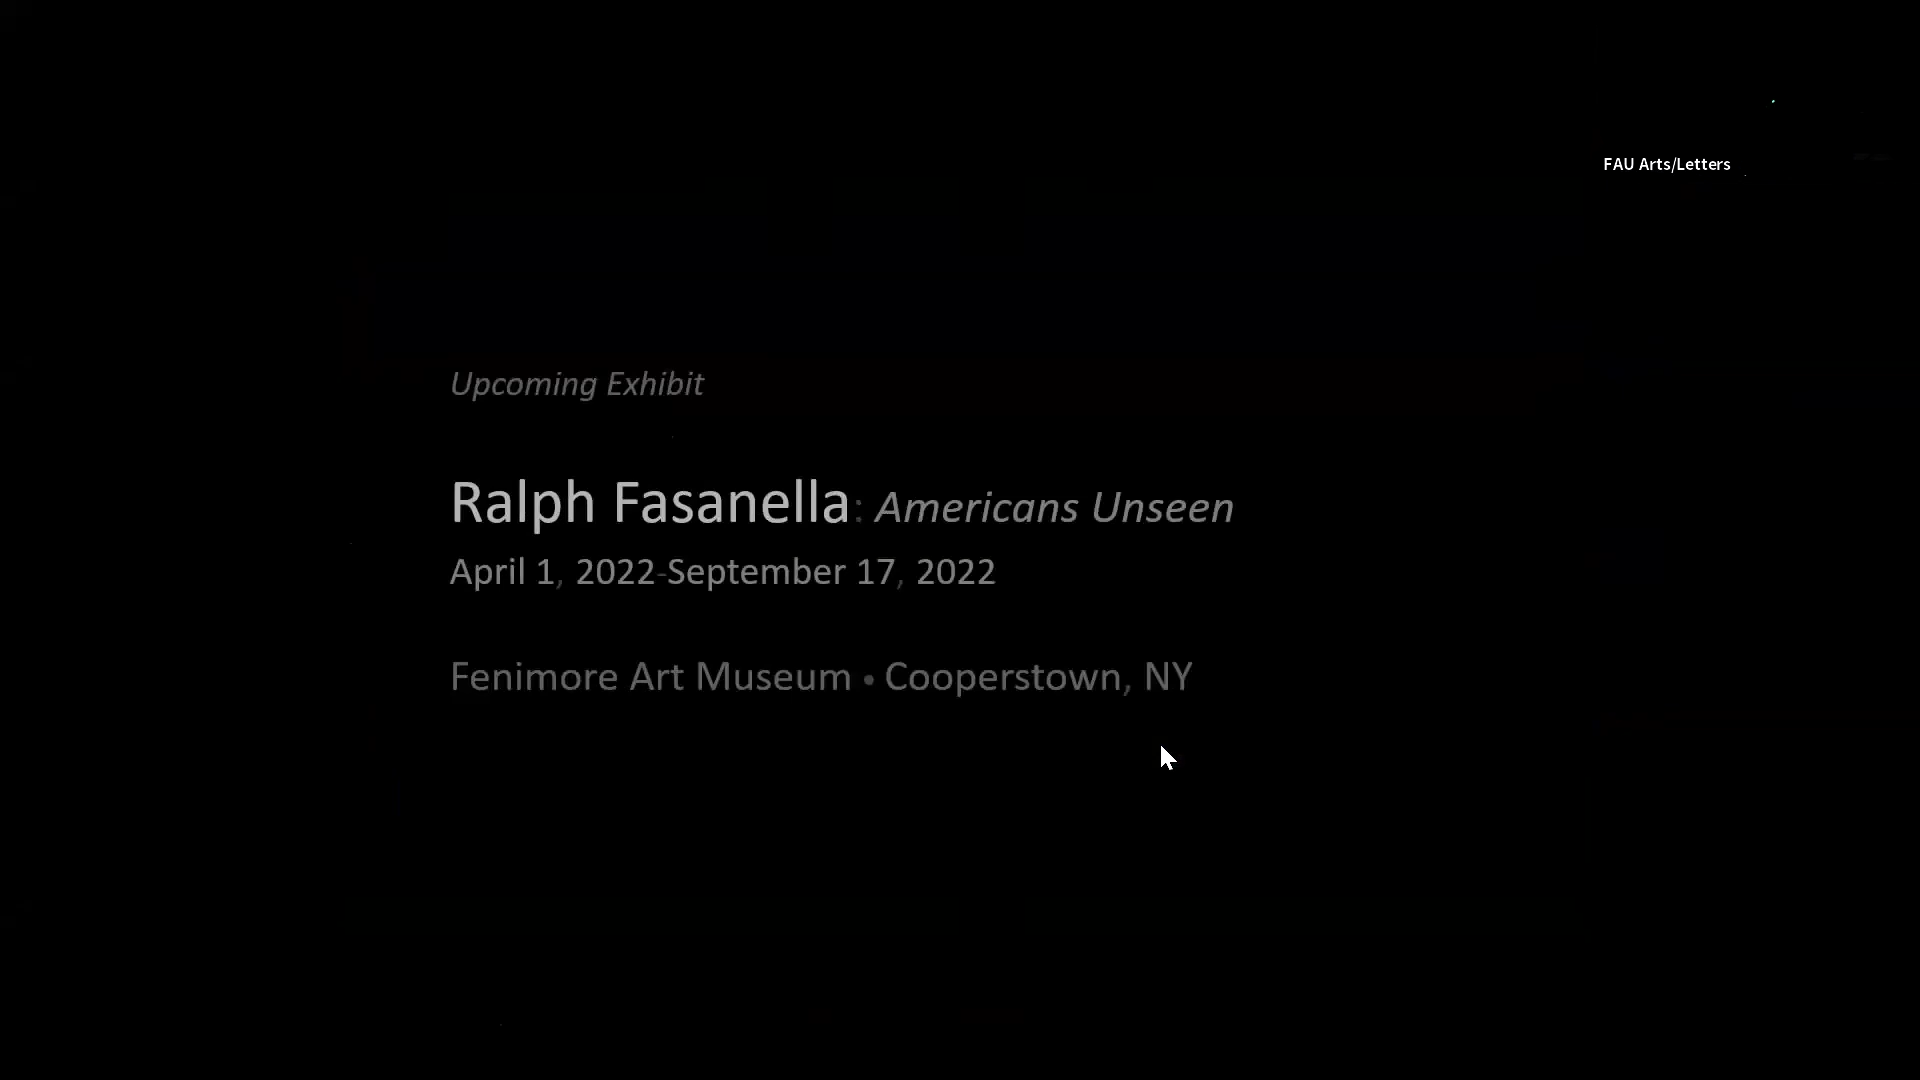 FAU Arts/Letters
Upcoming Exhibit
Ralph Fasanella: Americans Unseen
April 1, 2022-September 17, 2022
Fenimore Art Museum • Cooperstown, NY